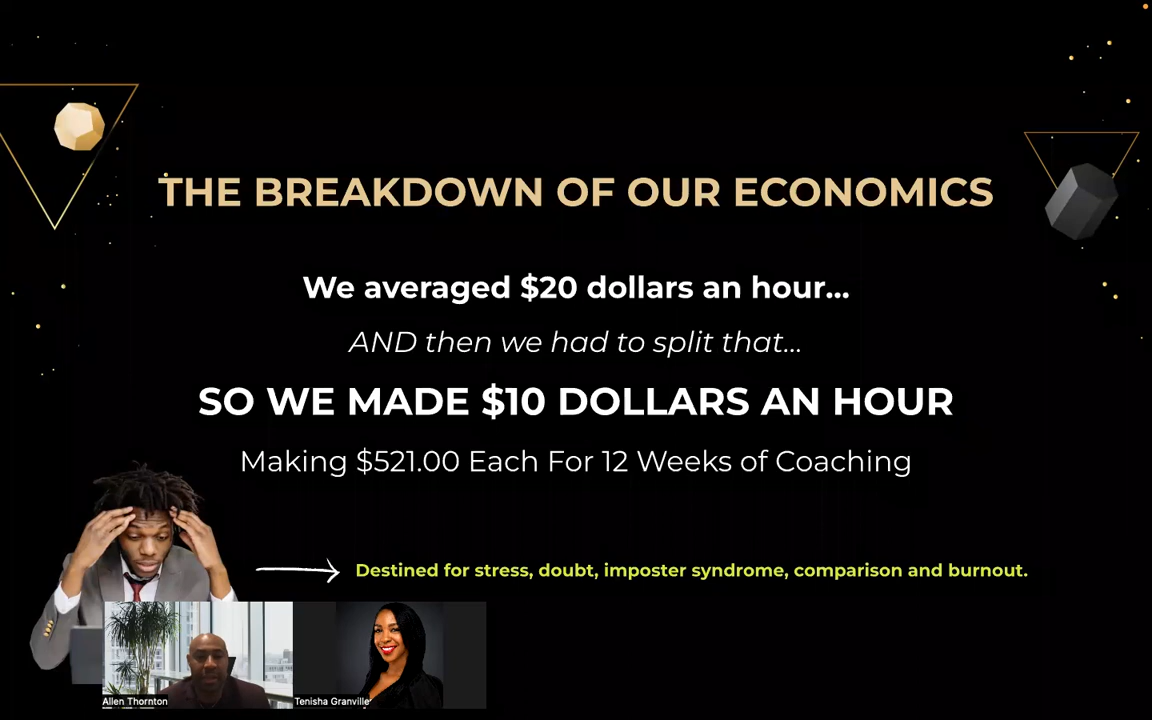 THE BREAKDOWN OF OUR ECONOMICS
We averaged $20 dollars an hour...
AND then we had to split that...
SO WE MADE $10 DOLLARS AN HOUR
Making $521.00 Each For 12 Weeks of Coaching
Destined for stress, doubt, imposter syndrome, comparison and burnout.
Allen Thornton
Tenisha Granville